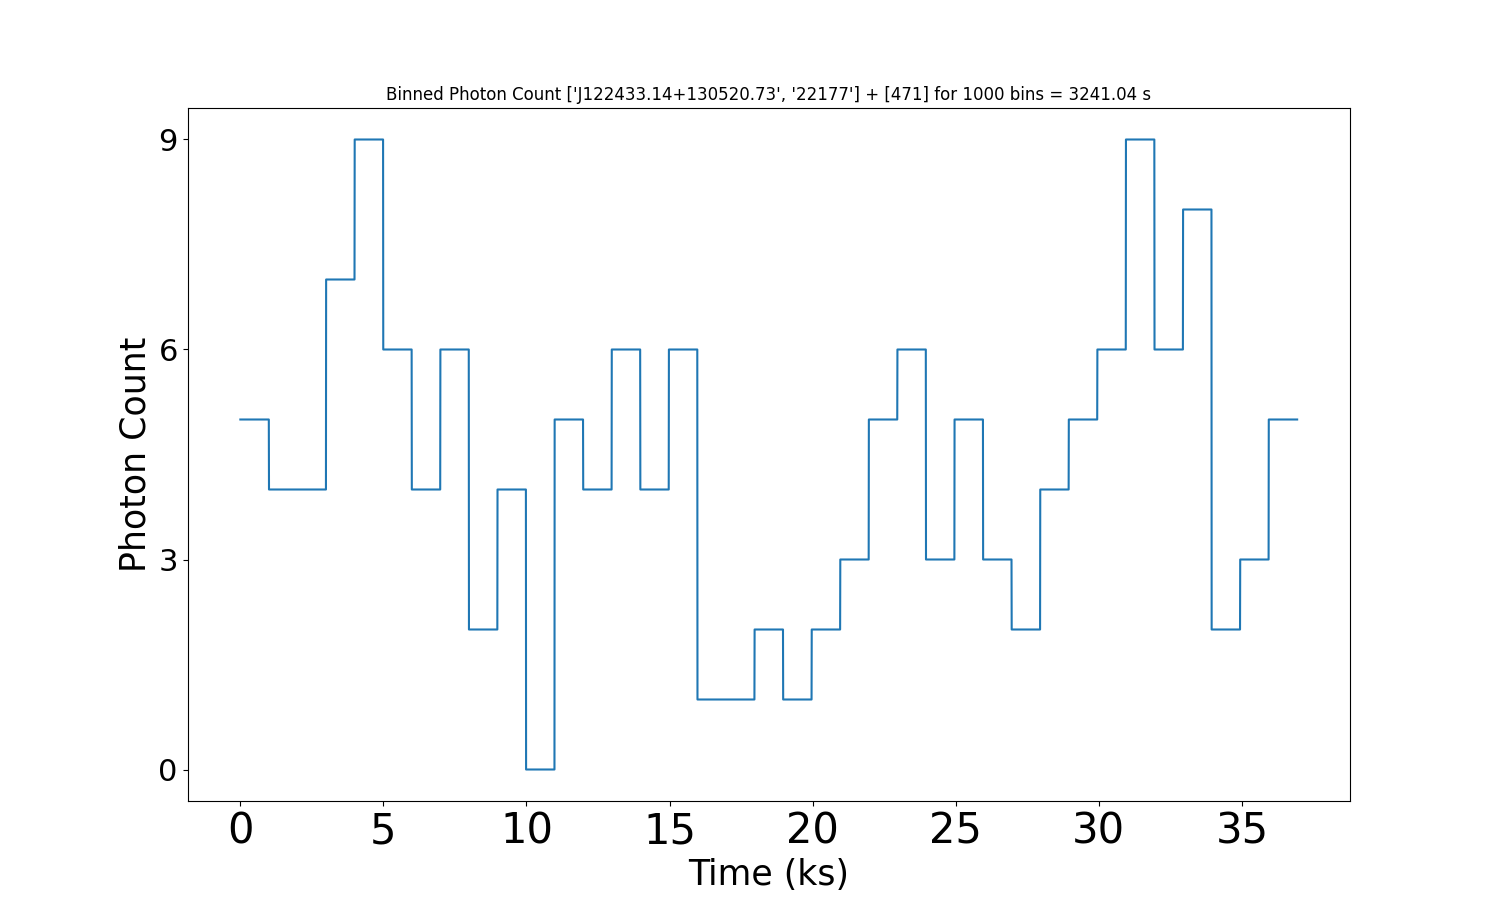 Binned Photon Count ['J122433.14+130520.73', '22177'] + [471] for 1000 bins = 3241.04 s
9
6
3
0
Photon Count
0 5 10 15 20 25 30 35
Time (ks)